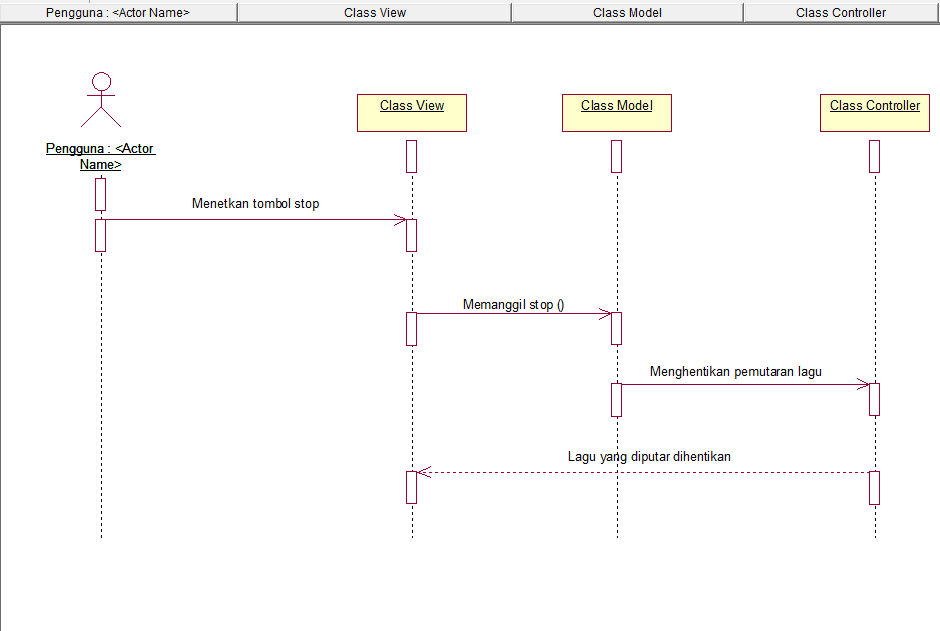 Pengguna : <Actor Name>
Class View
Class Model
Class Controller
Class View
Class Model
Class Controller
Pengguna : <Actor
Name>
Menetkan tombol stop
Memanggil stop ()
Menghentikan pemutaran lagu
Lagu yang diputar dihentikan